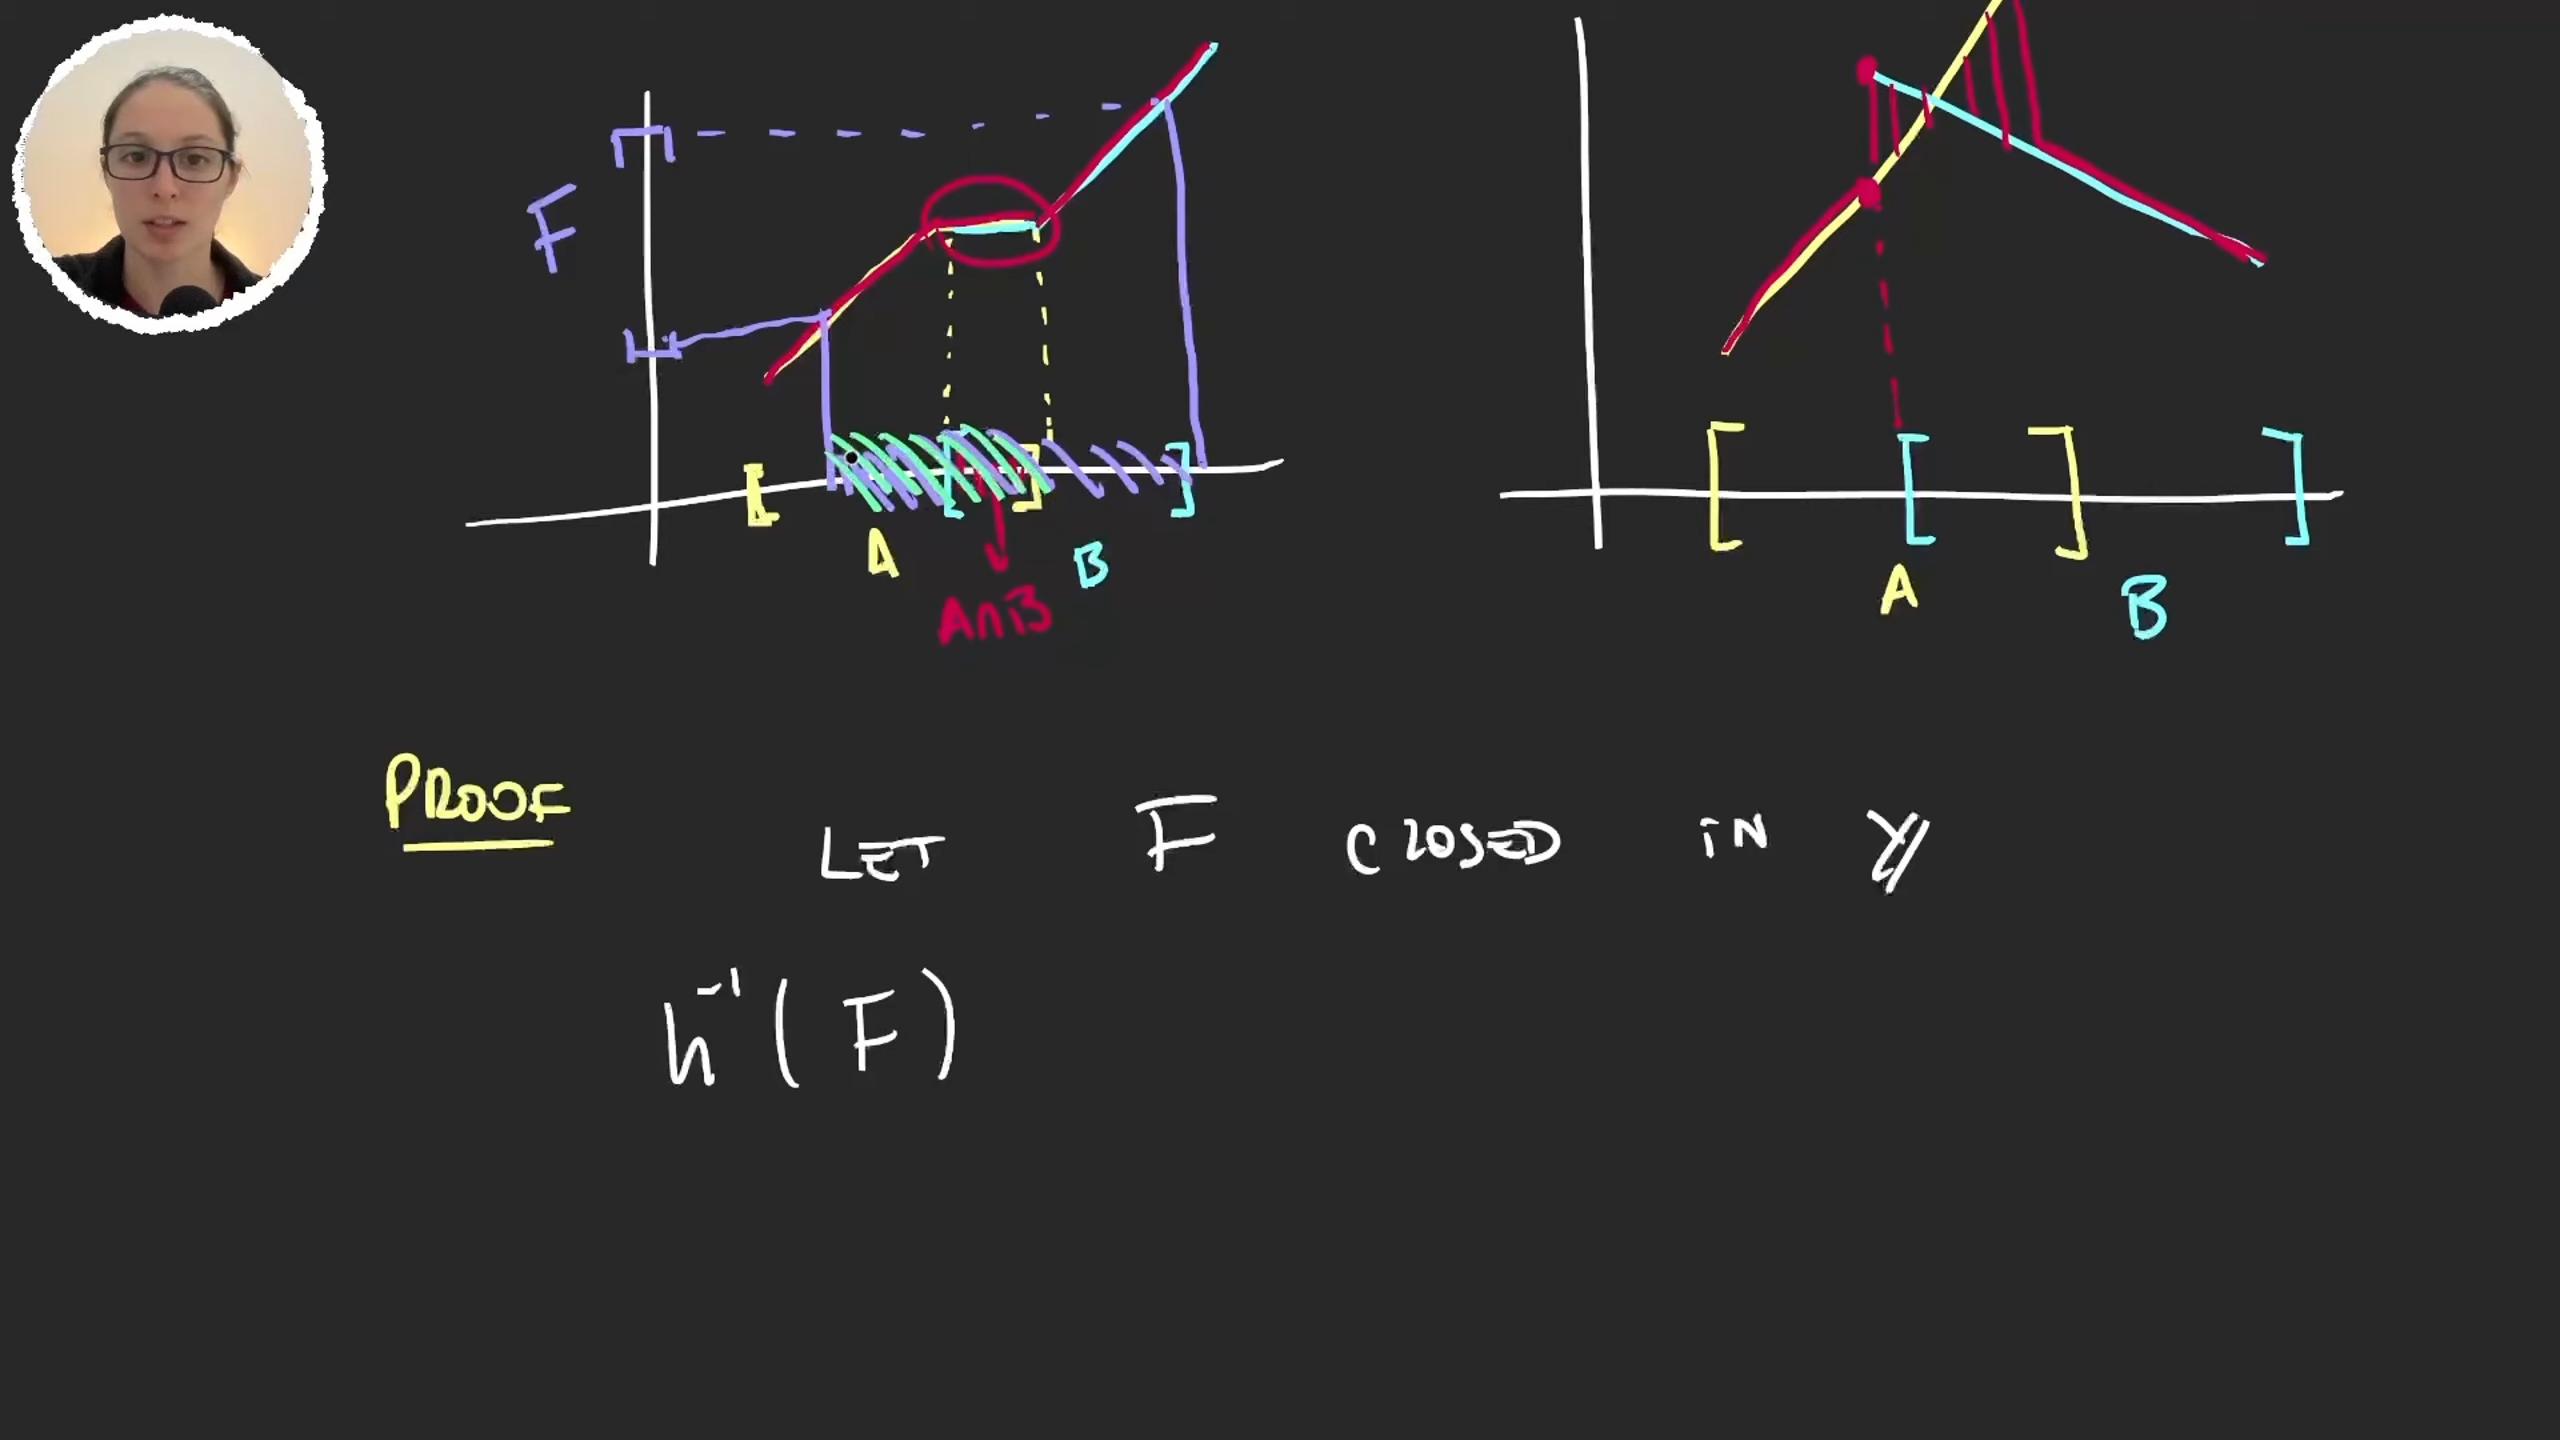 F
A B
A∩B
A B
PROOF LET F CLOSED IN Y
h⁻¹(F)